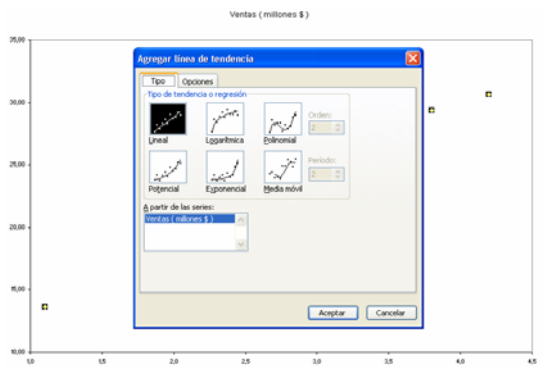 Ventas ( millones $ )
35,00
30,00
25,00
20,00
15,00
10,00
1,0 1,5 2,0 2,5 3,0 3,5 4,0 4,5
Agregar línea de tendencia
Tipo Opciones
Tipo de tendencia o regresión
Lineal Logarítmica Polinomial
Orden:
2
Potencial Exponencial Media móvil
Período:
2
A partir de las series:
Ventas ( millones $ )
Aceptar Cancelar